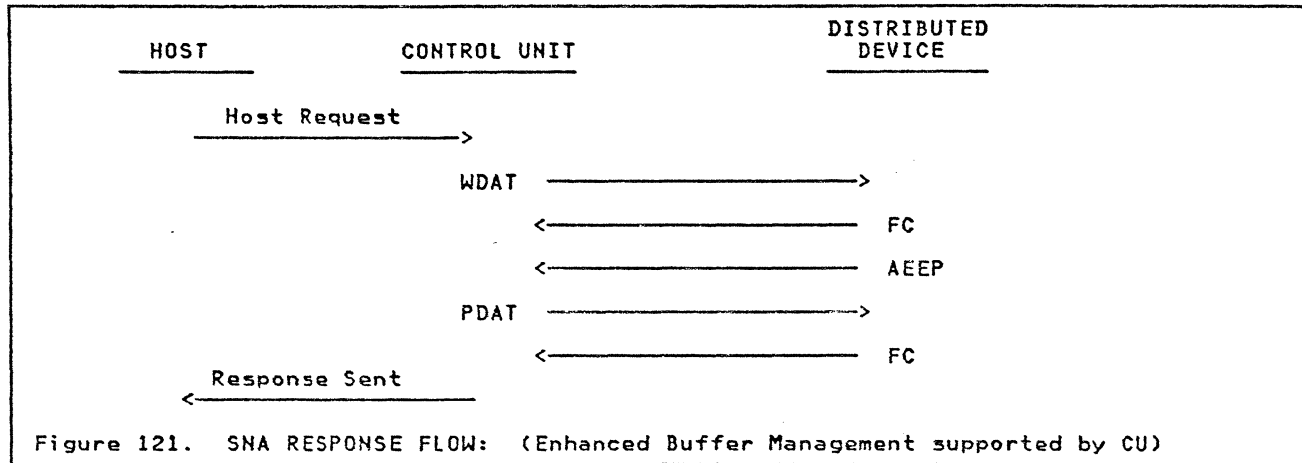 DISTRIBUTED
HOST CONTROL UNIT DEVICE
Host Request
WDAT
FC
AEEP
PDAT
FC
Response Sent
Figure 121. SNA RESPONSE FLOW: (Enhanced Buffer Management supported by CU)